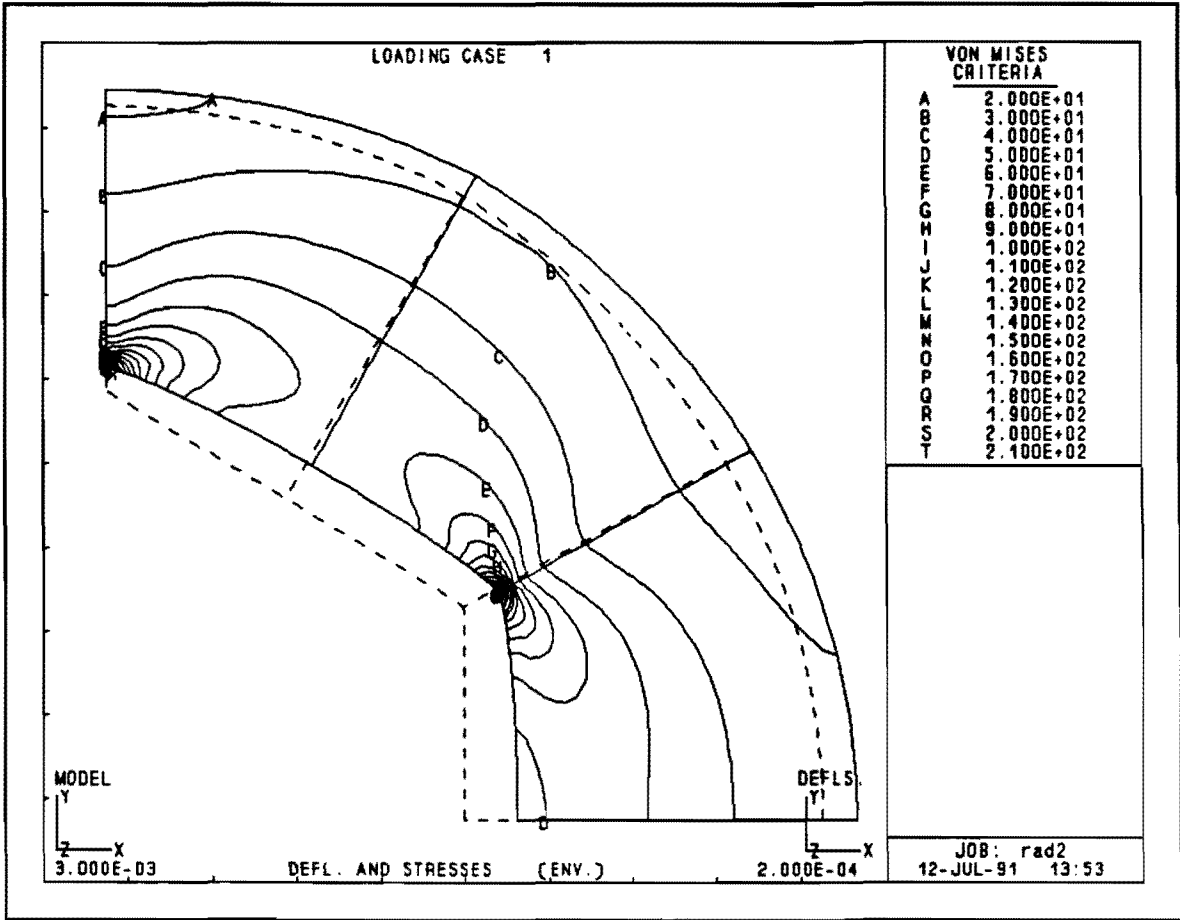 LOADING CASE 1
VON MISES
CRITERIA
A 2.000E+01
B 3.000E+01
C 4.000E+01
D 5.000E+01
E 6.000E+01
F 7.000E+01
G 8.000E+01
H 9.000E+01
I 1.000E+02
J 1.100E+02
K 1.200E+02
L 1.300E+02
M 1.400E+02
N 1.500E+02
O 1.600E+02
P 1.700E+02
Q 1.800E+02
R 1.900E+02
S 2.000E+02
T 2.100E+02
A
A
B
B
C
C
D
E
E
F
G
H
D
MODEL
Y
Z X
3.000E-03
DEFL. AND STRESSES (ENV.)
DEFLS.
Y
Z X
2.000E-04
JOB: rad2
12-JUL-91 13:53